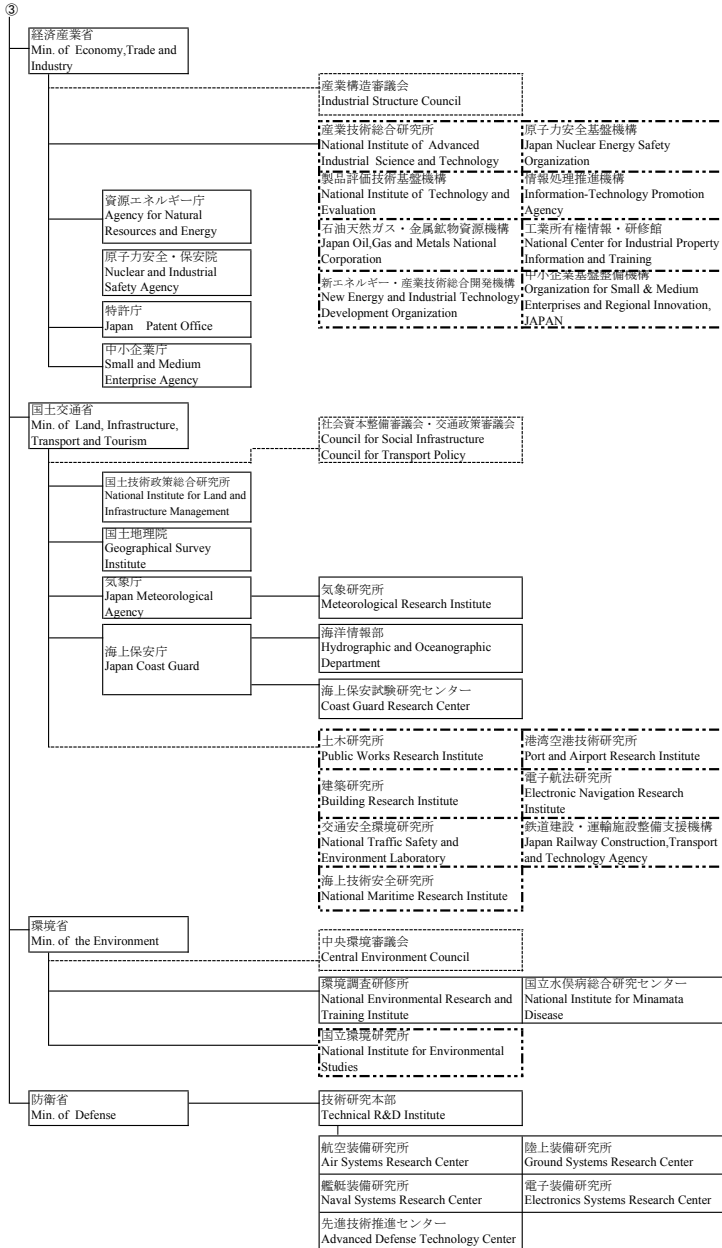 ③
経済産業省
Min. of Economy,Trade and
Industry
産業構造審議会
Industrial Structure Council
産業技術総合研究所
National Institute of Advanced
Industrial Science and Technology
原子力安全基盤機構
Japan Nuclear Energy Safety
Organization
製品評価技術基盤機構
National Institute of Technology and
Evaluation
情報処理推進機構
Information-Technology Promotion
Agency
資源エネルギー庁
Agency for Natural
Resources and Energy
石油天然ガス・金属鉱物資源機構
Japan Oil,Gas and Metals National
Corporation
工業所有権情報・研修館
National Center for Industrial Property
Information and Training
原子力安全・保安院
Nuclear and Industrial
Safety Agency
新エネルギー・産業技術総合開発機構
New Energy and Industrial Technology
Development Organization
中小企業基盤整備機構
Organization for Small & Medium
Enterprises and Regional Innovation,
JAPAN
特許庁
Japan Patent Office
中小企業庁
Small and Medium
Enterprise Agency
国土交通省
Min. of Land, Infrastructure,
Transport and Tourism
社会資本整備審議会・交通政策審議会
Council for Social Infrastructure
Council for Transport Policy
国土技術政策総合研究所
National Institute for Land and
Infrastructure Management
国土地理院
Geographical Survey
Institute
気象庁
Japan Meteorological
Agency
気象研究所
Meteorological Research Institute
海上保安庁
Japan Coast Guard
海洋情報部
Hydrographic and Oceanographic
Department
海上保安試験研究センター
Coast Guard Research Center
土木研究所
Public Works Research Institute
港湾空港技術研究所
Port and Airport Research Institute
建築研究所
Building Research Institute
電子航法研究所
Electronic Navigation Research
Institute
交通安全環境研究所
National Traffic Safety and
Environment Laboratory
鉄道建設・運輸施設整備支援機構
Japan Railway Construction,Transport
and Technology Agency
海上技術安全研究所
National Maritime Research Institute
環境省
Min. of the Environment
中央環境審議会
Central Environment Council
環境調査研修所
National Environmental Research and
Training Institute
国立水俣病総合研究センター
National Institute for Minamata
Disease
国立環境研究所
National Institute for Environmental
Studies
防衛省
Min. of Defense
技術研究本部
Technical R&D Institute
航空装備研究所
Air Systems Research Center
陸上装備研究所
Ground Systems Research Center
艦艇装備研究所
Naval Systems Research Center
電子装備研究所
Electronics Systems Research Center
先進技術推進センター
Advanced Defense Technology Center